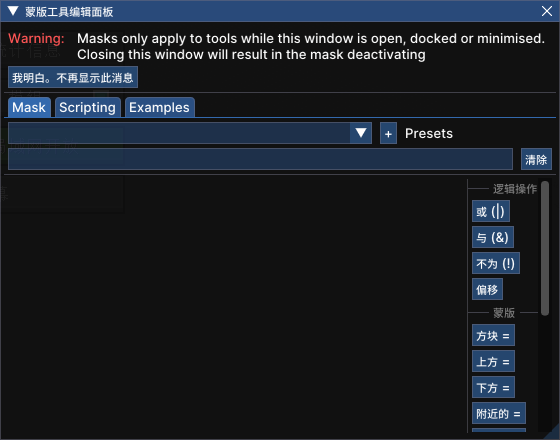 蒙版工具编辑面板
Warning: Masks only apply to tools while this window is open, docked or minimised.
Closing this window will result in the mask deactivating
我明白。不再显示此消息
Mask Scripting Examples
+ Presets
清除
逻辑操作
或 (|)
与 (&)
不为 (!)
偏移
蒙版
方块 =
上方 =
下方 =
附近的 =